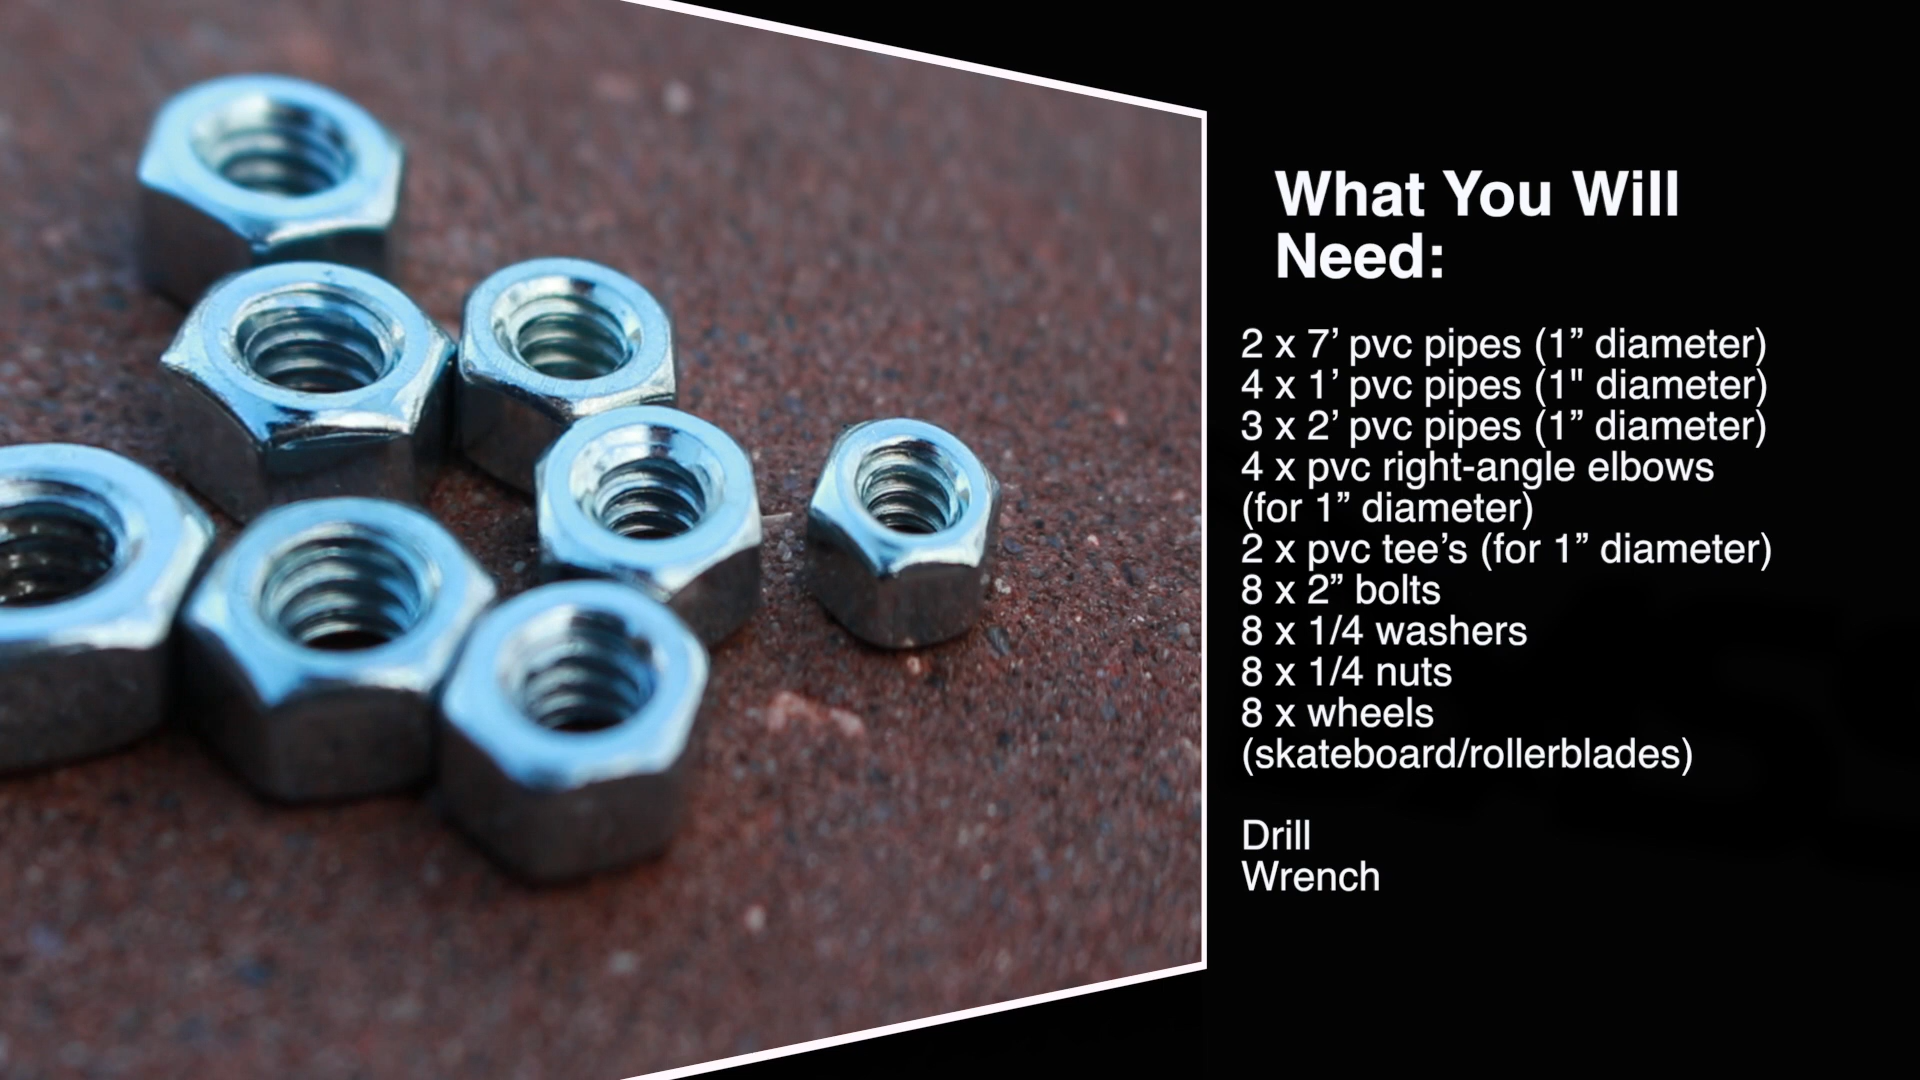 What You Will
Need:
2 x 7’ pvc pipes (1” diameter)
4 x 1’ pvc pipes (1" diameter)
3 x 2’ pvc pipes (1” diameter)
4 x pvc right-angle elbows
(for 1” diameter)
2 x pvc tee’s (for 1” diameter)
8 x 2” bolts
8 x 1/4 washers
8 x 1/4 nuts
8 x wheels
(skateboard/rollerblades)
Drill
Wrench